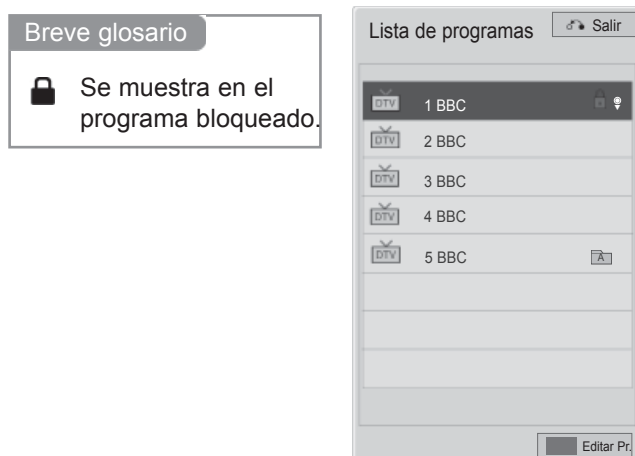 Breve glosario
Se muestra en el
programa bloqueado.
Lista de programas
Salir
DTV 1 BBC
DTV 2 BBC
DTV 3 BBC
DTV 4 BBC
DTV 5 BBC A
Editar Pr.